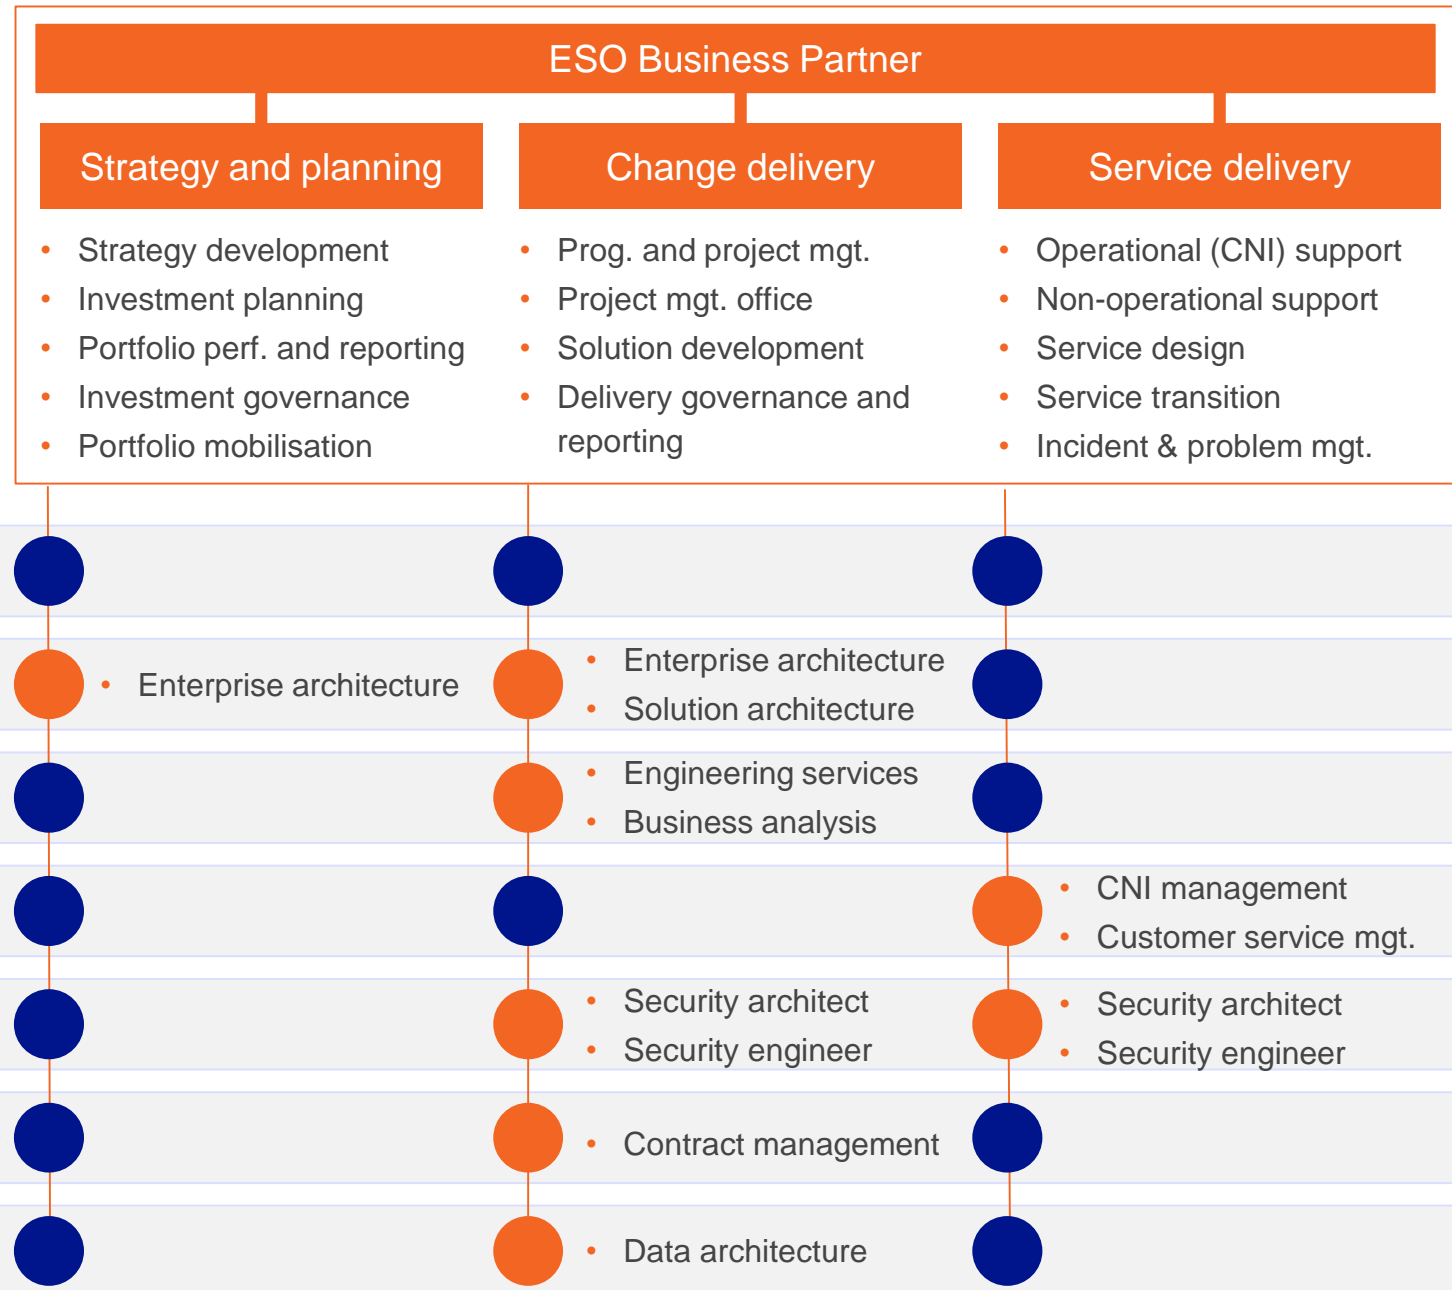 ESO Business Partner
Strategy and planning
• Strategy development
• Investment planning
• Portfolio perf. and reporting
• Investment governance
• Portfolio mobilisation
Change delivery
• Prog. and project mgt.
• Project mgt. office
• Solution development
• Delivery governance and
reporting
Service delivery
• Operational (CNI) support
• Non-operational support
• Service design
• Service transition
• Incident & problem mgt.
• Enterprise architecture
• Enterprise architecture
• Solution architecture
• Engineering services
• Business analysis
• CNI management
• Customer service mgt.
• Security architect
• Security engineer
• Security architect
• Security engineer
• Contract management
• Data architecture